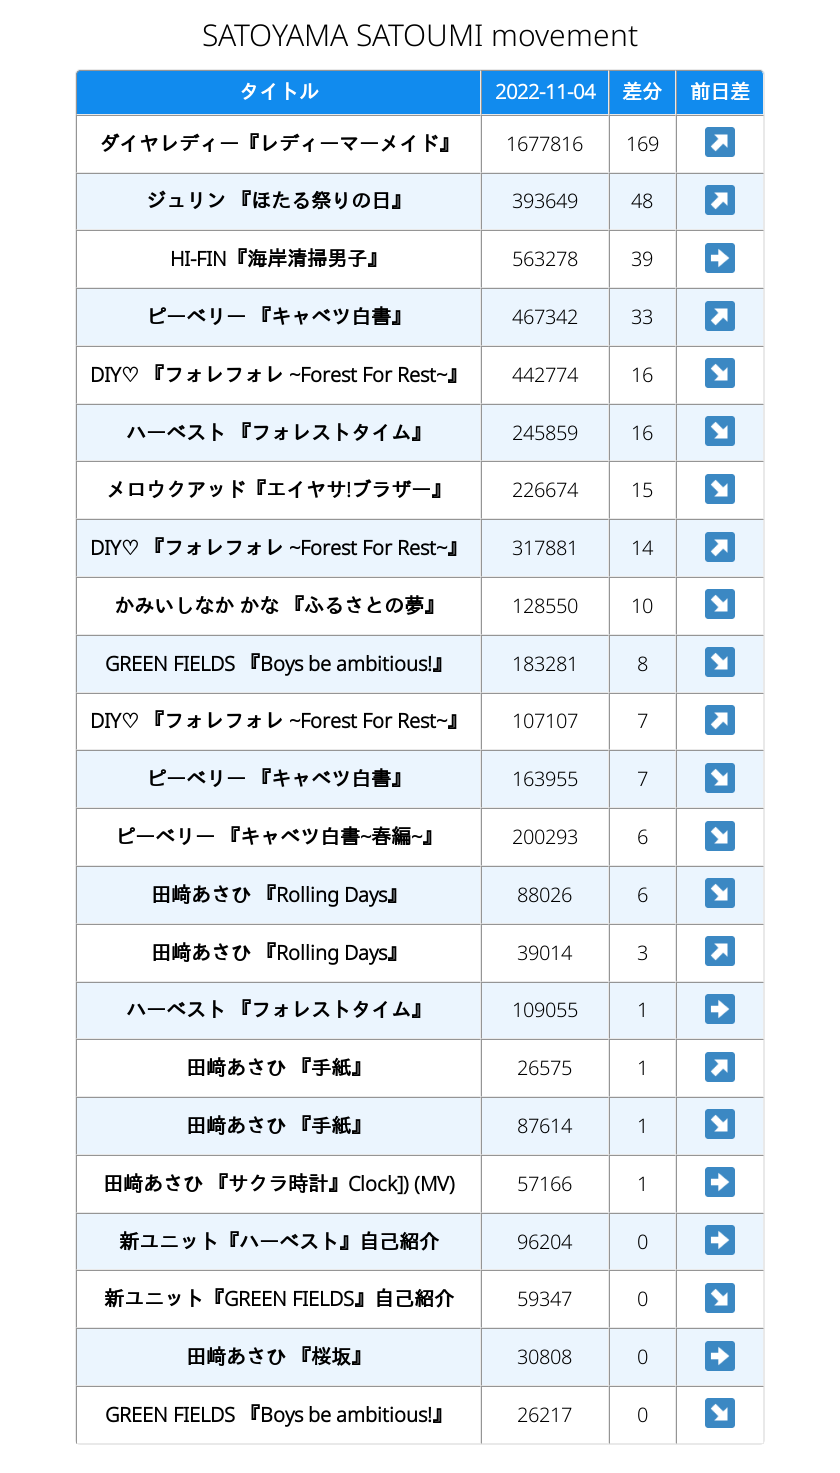 SATOYAMA SATOUMI movement
タイトル 2022-11-04 差分 前日差
ダイヤレディー『レディーマーメイド』 1677816 169 ↗
ジュリン 『ほたる祭りの日』 393649 48 ↗
HI-FIN『海岸清掃男子』 563278 39 ➡
ピーベリー 『キャベツ白書』 467342 33 ↗
DIY♡ 『フォレフォレ ~Forest For Rest~』 442774 16 ↘
ハーベスト 『フォレストタイム』 245859 16 ↘
メロウクアッド『エイヤサ!ブラザー』 226674 15 ↘
DIY♡ 『フォレフォレ ~Forest For Rest~』 317881 14 ↗
かみいしなか かな 『ふるさとの夢』 128550 10 ↘
GREEN FIELDS 『Boys be ambitious!』 183281 8 ↘
DIY♡ 『フォレフォレ ~Forest For Rest~』 107107 7 ↗
ピーベリー 『キャベツ白書』 163955 7 ↘
ピーベリー 『キャベツ白書~春編~』 200293 6 ↘
田﨑あさひ 『Rolling Days』 88026 6 ↘
田﨑あさひ 『Rolling Days』 39014 3 ↗
ハーベスト 『フォレストタイム』 109055 1 ➡
田﨑あさひ 『手紙』 26575 1 ↗
田﨑あさひ 『手紙』 87614 1 ↘
田﨑あさひ 『サクラ時計』Clock]) (MV) 57166 1 ➡
新ユニット『ハーベスト』自己紹介 96204 0 ➡
新ユニット『GREEN FIELDS』自己紹介 59347 0 ↘
田﨑あさひ 『桜坂』 30808 0 ➡
GREEN FIELDS 『Boys be ambitious!』 26217 0 ↘